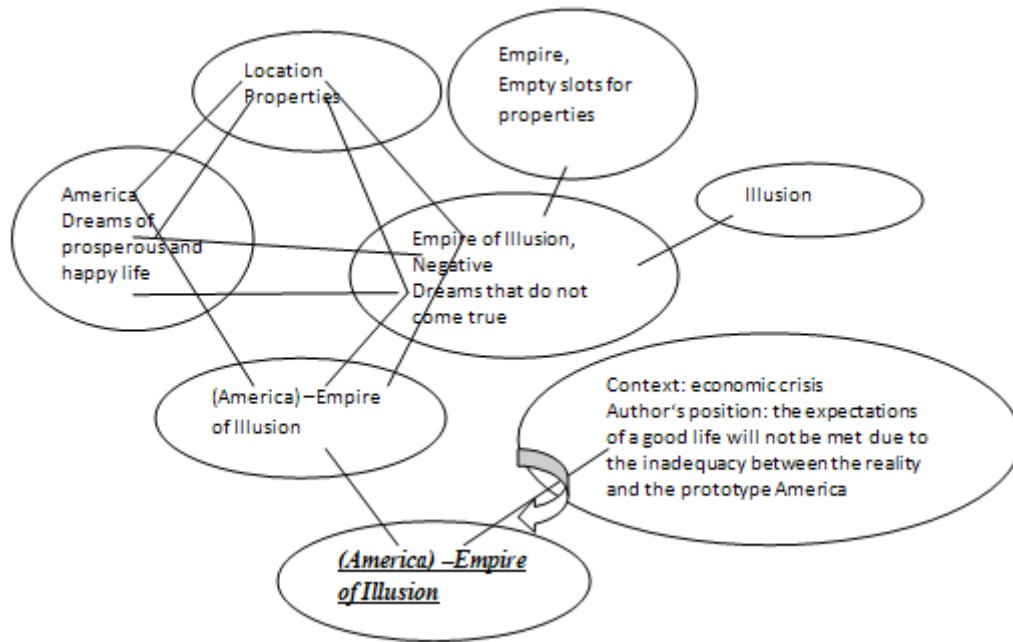 Location
Properties
Empire,
Empty slots for
properties
America
Dreams of
prosperous and
happy life
Illusion
Empire of Illusion,
Negative
Dreams that do not
come true
(America) –Empire
of Illusion
Context: economic crisis
Author's position: the expectations
of a good life will not be met due to
the inadequacy between the reality
and the prototype America
(America) –Empire
of Illusion